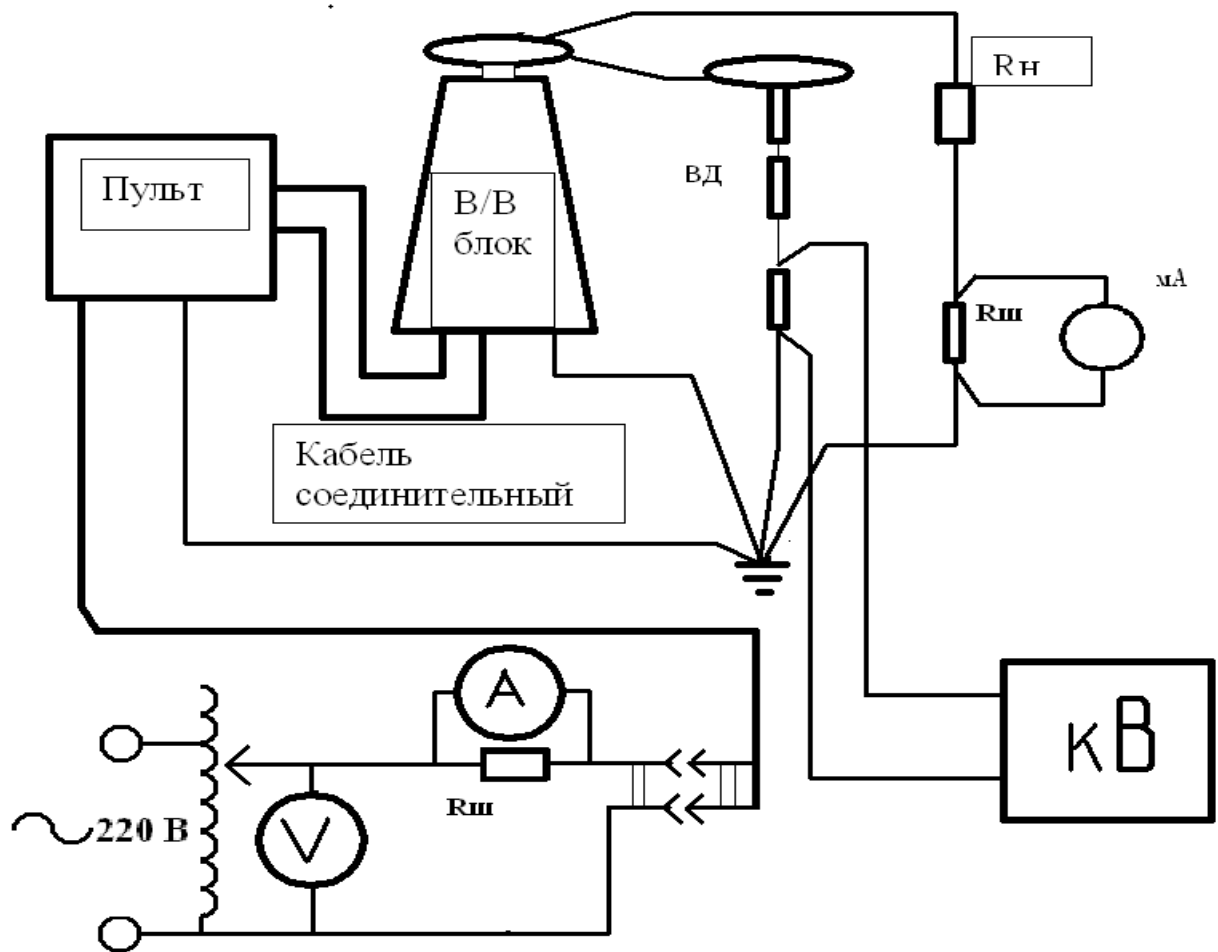 Rн
Пульт
ВД
В/В
блок
мА
Rш
Кабель
соединительный
А
кВ
Rш
220 В
V